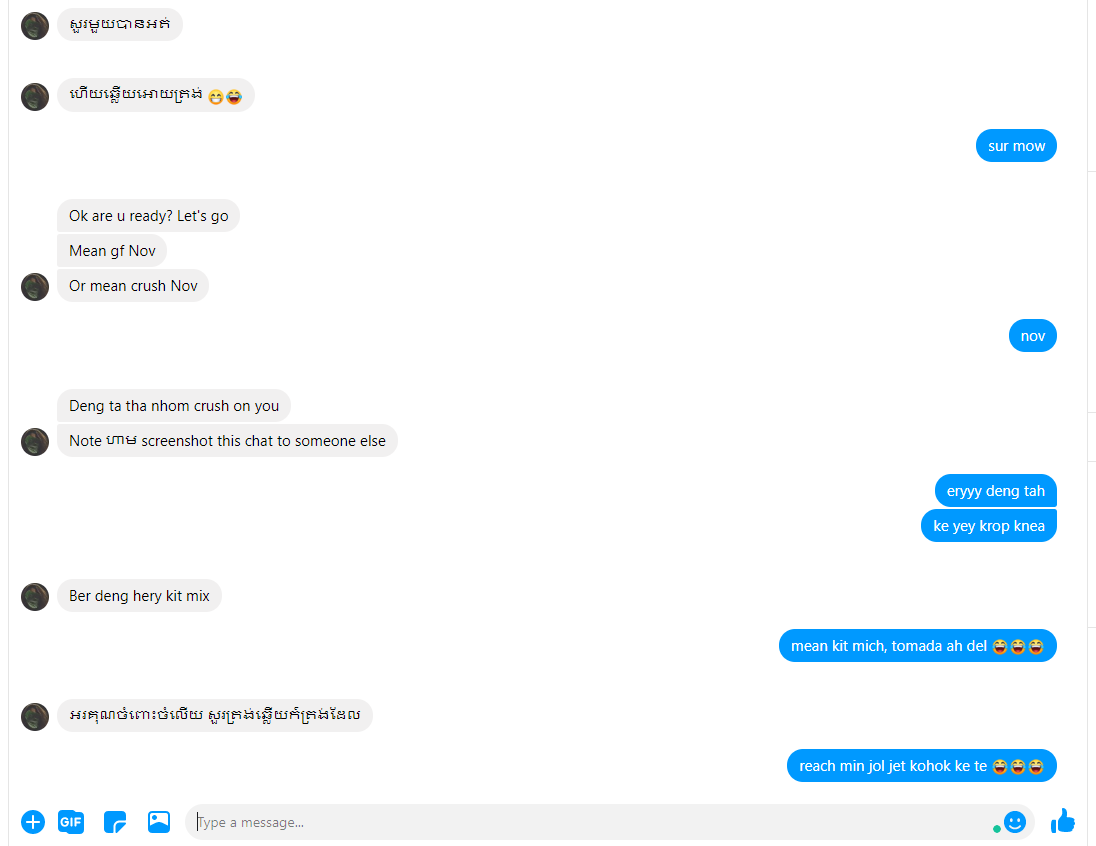 សួរមួយបានអត់
ហើយឆ្លើយអោយត្រង់ 😁😂
sur mow
Ok are u ready? Let's go
Mean gf Nov
Or mean crush Nov
nov
Deng ta tha nhom crush on you
Note ហាម screenshot this chat to someone else
eryyy deng tah
ke yey krop knea
Ber deng hery kit mix
mean kit mich, tomada ah del 😂😂😂
អរគុណចំពោះចំលើយ សួរត្រង់ឆ្លើយក៍ត្រង់ដែល
reach min jol jet kohok ke te 😂😂😂
GIF
Type a message...